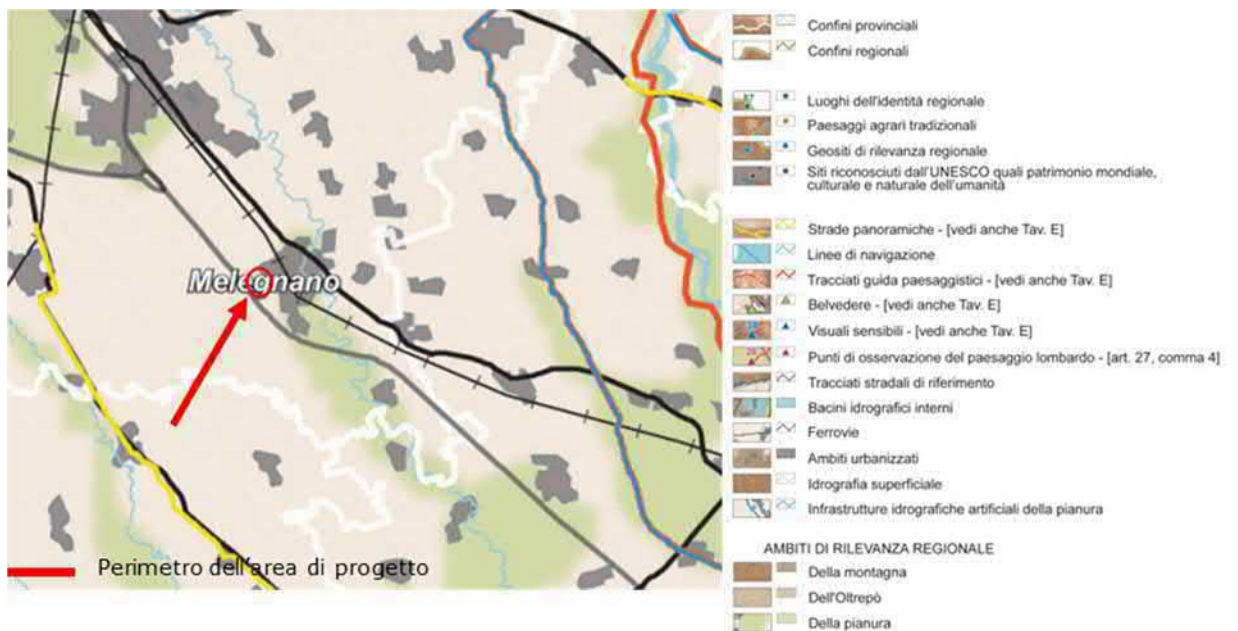 Melegnano
Perimetro dell'area di progetto
Confini provinciali
Confini regionali
Luoghi dell'identità regionale
Paesaggi agrari tradizionali
Geositi di rilevanza regionale
Siti riconosciuti dall'UNESCO quali patrimonio mondiale,
culturale e naturale dell'umanità
Strade panoramiche - [vedi anche Tav. E]
Linee di navigazione
Tracciati guida paesaggistici - [vedi anche Tav. E]
Belvedere - [vedi anche Tav. E]
Visuali sensibili - [vedi anche Tav. E]
Punti di osservazione del paesaggio lombardo - [art. 27, comma 4]
Tracciati stradali di riferimento
Bacini idrografici interni
Ferrovie
Ambiti urbanizzati
Idrografia superficiale
Infrastrutture idrografiche artificiali della pianura
AMBITI DI RILEVANZA REGIONALE
Della montagna
Dell'Oltrepò
Della pianura